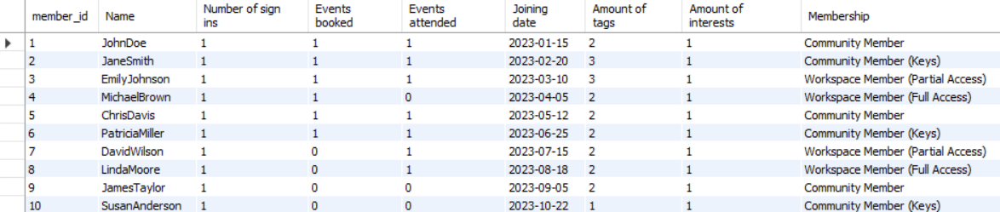 member_id Name Number of sign ins Events booked Events attended Joining date Amount of tags Amount of interests Membership
1 JohnDoe 1 1 1 2023-01-15 2 1 Community Member
2 JaneSmith 1 1 1 2023-02-20 3 1 Community Member (Keys)
3 EmilyJohnson 1 1 1 2023-03-10 3 1 Workspace Member (Partial Access)
4 MichaelBrown 1 1 0 2023-04-05 2 1 Workspace Member (Full Access)
5 ChrisDavis 1 1 1 2023-05-12 2 1 Community Member
6 PatriciaMiller 1 1 1 2023-06-25 2 1 Community Member (Keys)
7 DavidWilson 1 0 1 2023-07-15 2 1 Workspace Member (Partial Access)
8 LindaMoore 1 0 1 2023-08-18 2 1 Workspace Member (Full Access)
9 JamesTaylor 1 0 0 2023-09-05 2 1 Community Member
10 SusanAnderson 1 0 0 2023-10-22 1 1 Community Member (Keys)